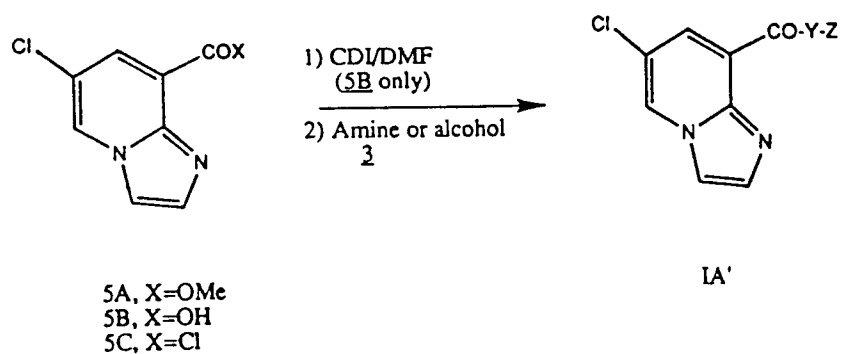 Cl
COX
N
N
1) CDI/DMF
(5B only)
2) Amine or alcohol
3
Cl
CO-Y-Z
N
N
5A, X=OMe
5B, X=OH
5C, X=Cl
IA'